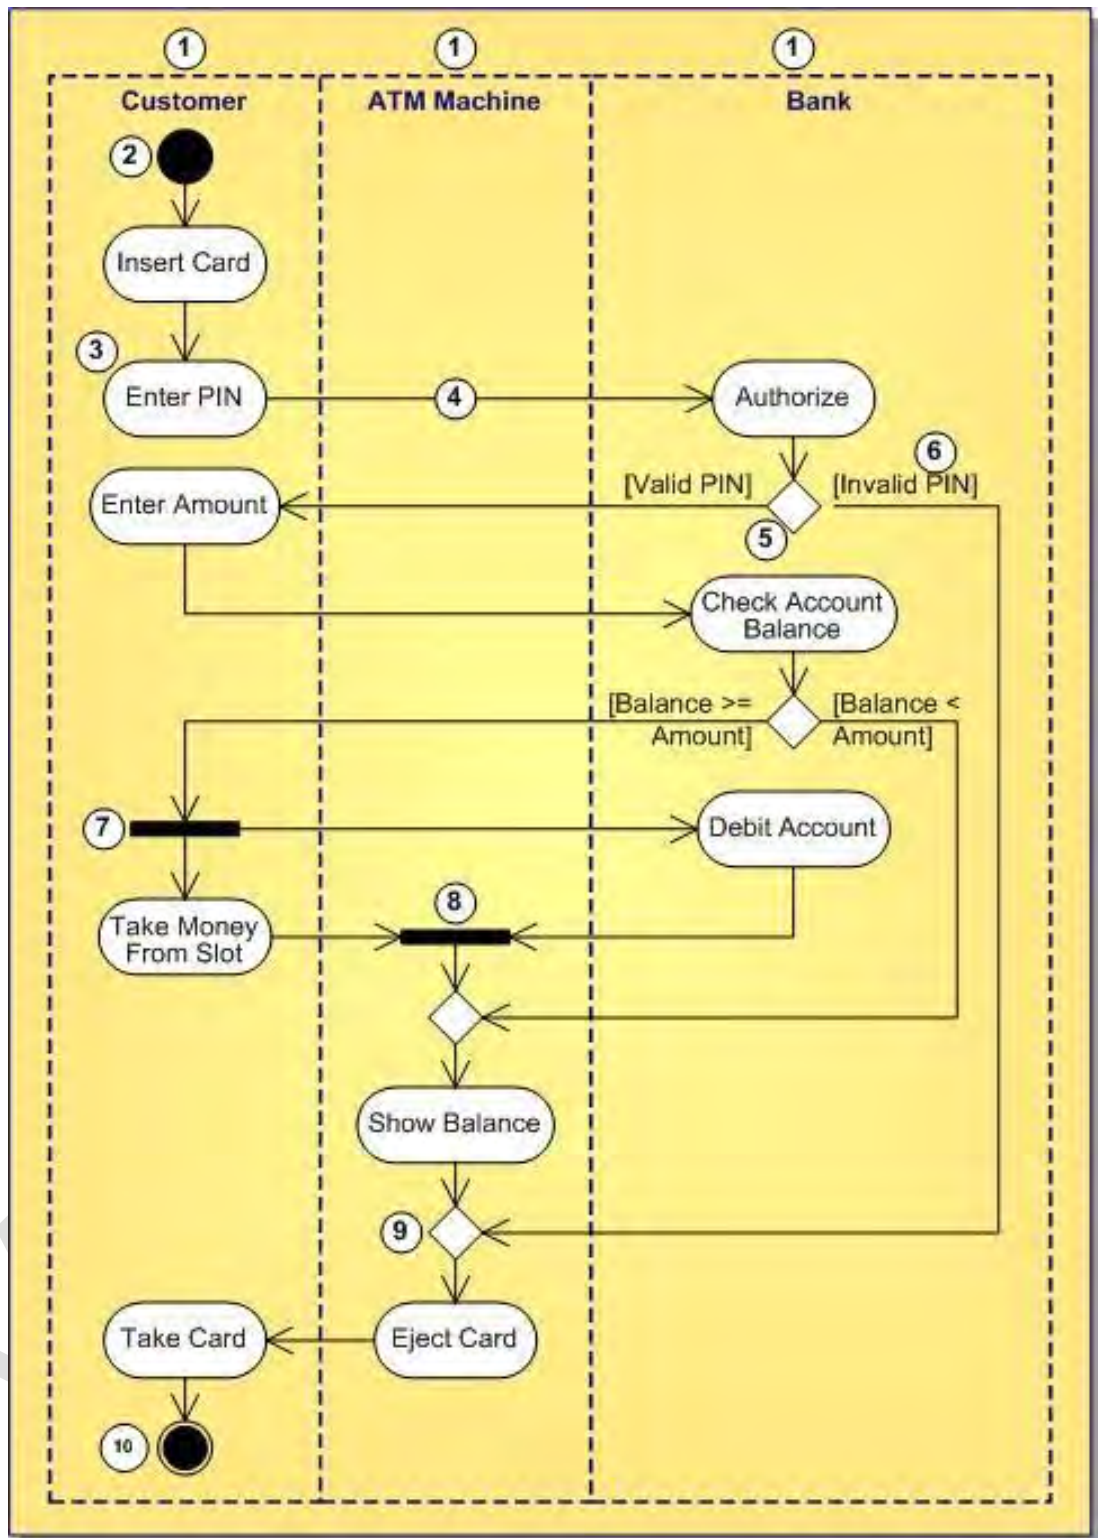 1 1 1
Customer ATM Machine Bank
2
Insert Card
3
Enter PIN 4 Authorize
6
[Valid PIN] [Invalid PIN]
Enter Amount
5
Check Account
Balance
[Balance >= [Balance <
Amount] Amount]
7 Debit Account
8
Take Money
From Slot
Show Balance
9
Take Card Eject Card
10